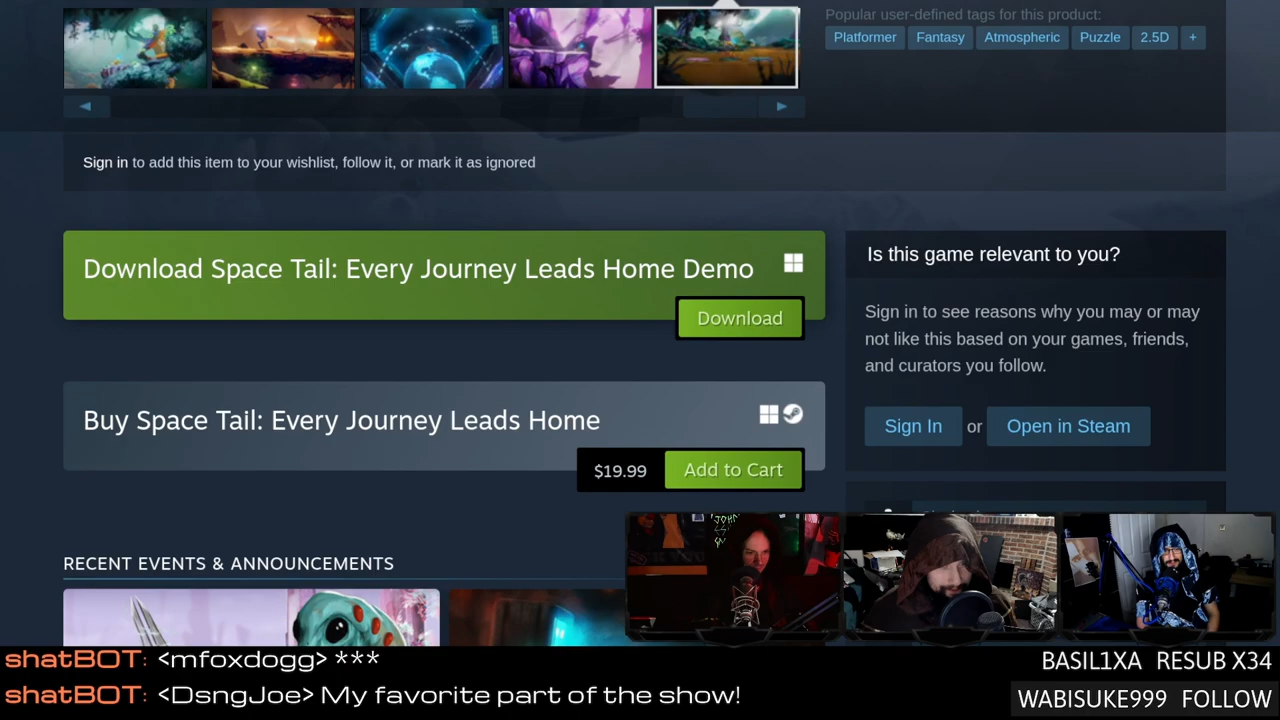 Popular user-defined tags for this product:
Platformer Fantasy Atmospheric Puzzle 2.5D +
Sign in to add this item to your wishlist, follow it, or mark it as ignored
Download Space Tail: Every Journey Leads Home Demo
Download
Buy Space Tail: Every Journey Leads Home
$19.99 Add to Cart
Is this game relevant to you?
Sign in to see reasons why you may or may
not like this based on your games, friends,
and curators you follow.
Sign In or Open in Steam
RECENT EVENTS & ANNOUNCEMENTS
shatBOT: <mfoxdogg> ***
shatBOT: <DsngJoe> My favorite part of the show!
BASIL1XA RESUB X34
WABISUKE999 FOLLOW